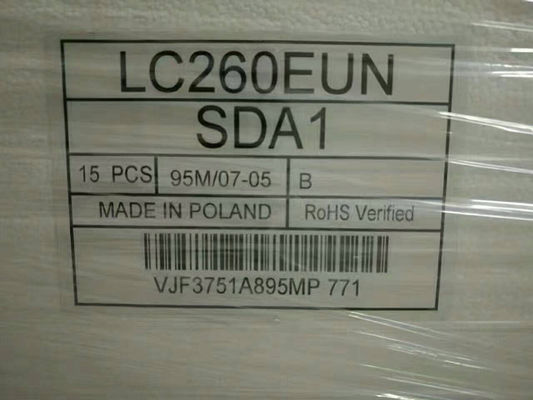 LC260EUN
SDA1
15 PCS 95M/07-05 B
MADE IN POLAND RoHS Verified
VJF3751A895MP 771